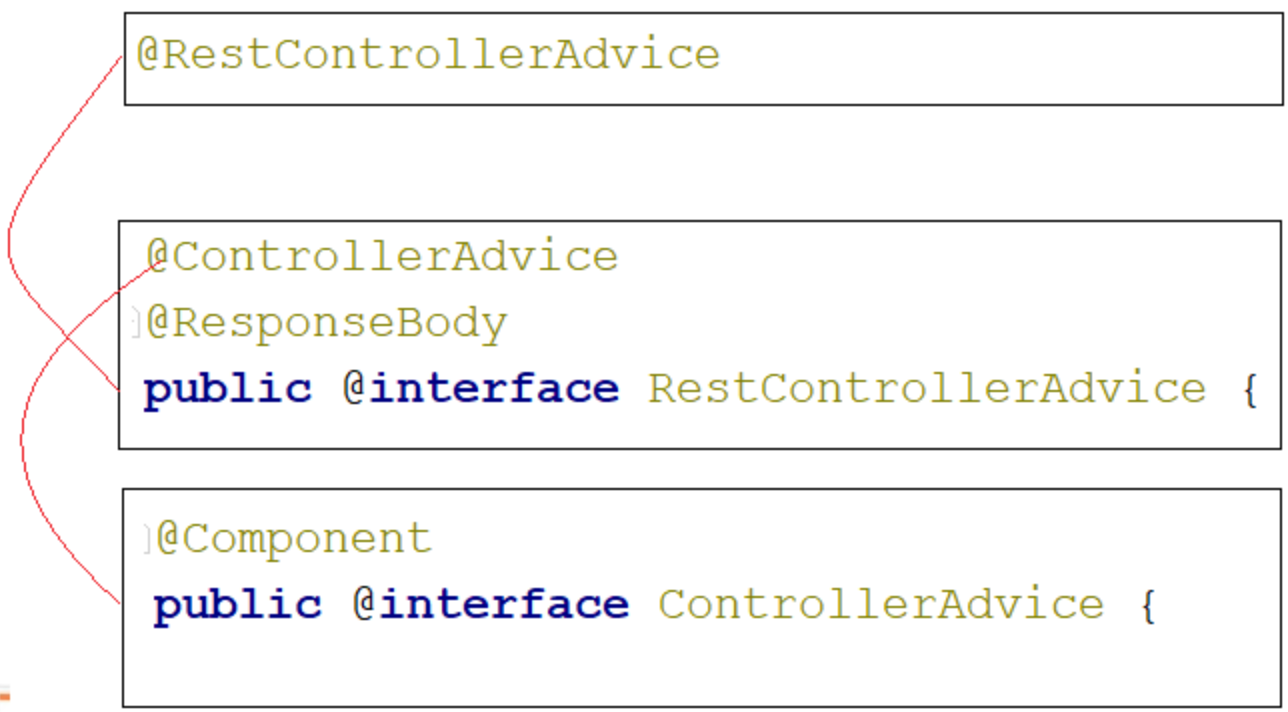 @RestControllerAdvice
@ControllerAdvice
@ResponseBody
public @interface RestControllerAdvice {
@Component
public @interface ControllerAdvice {